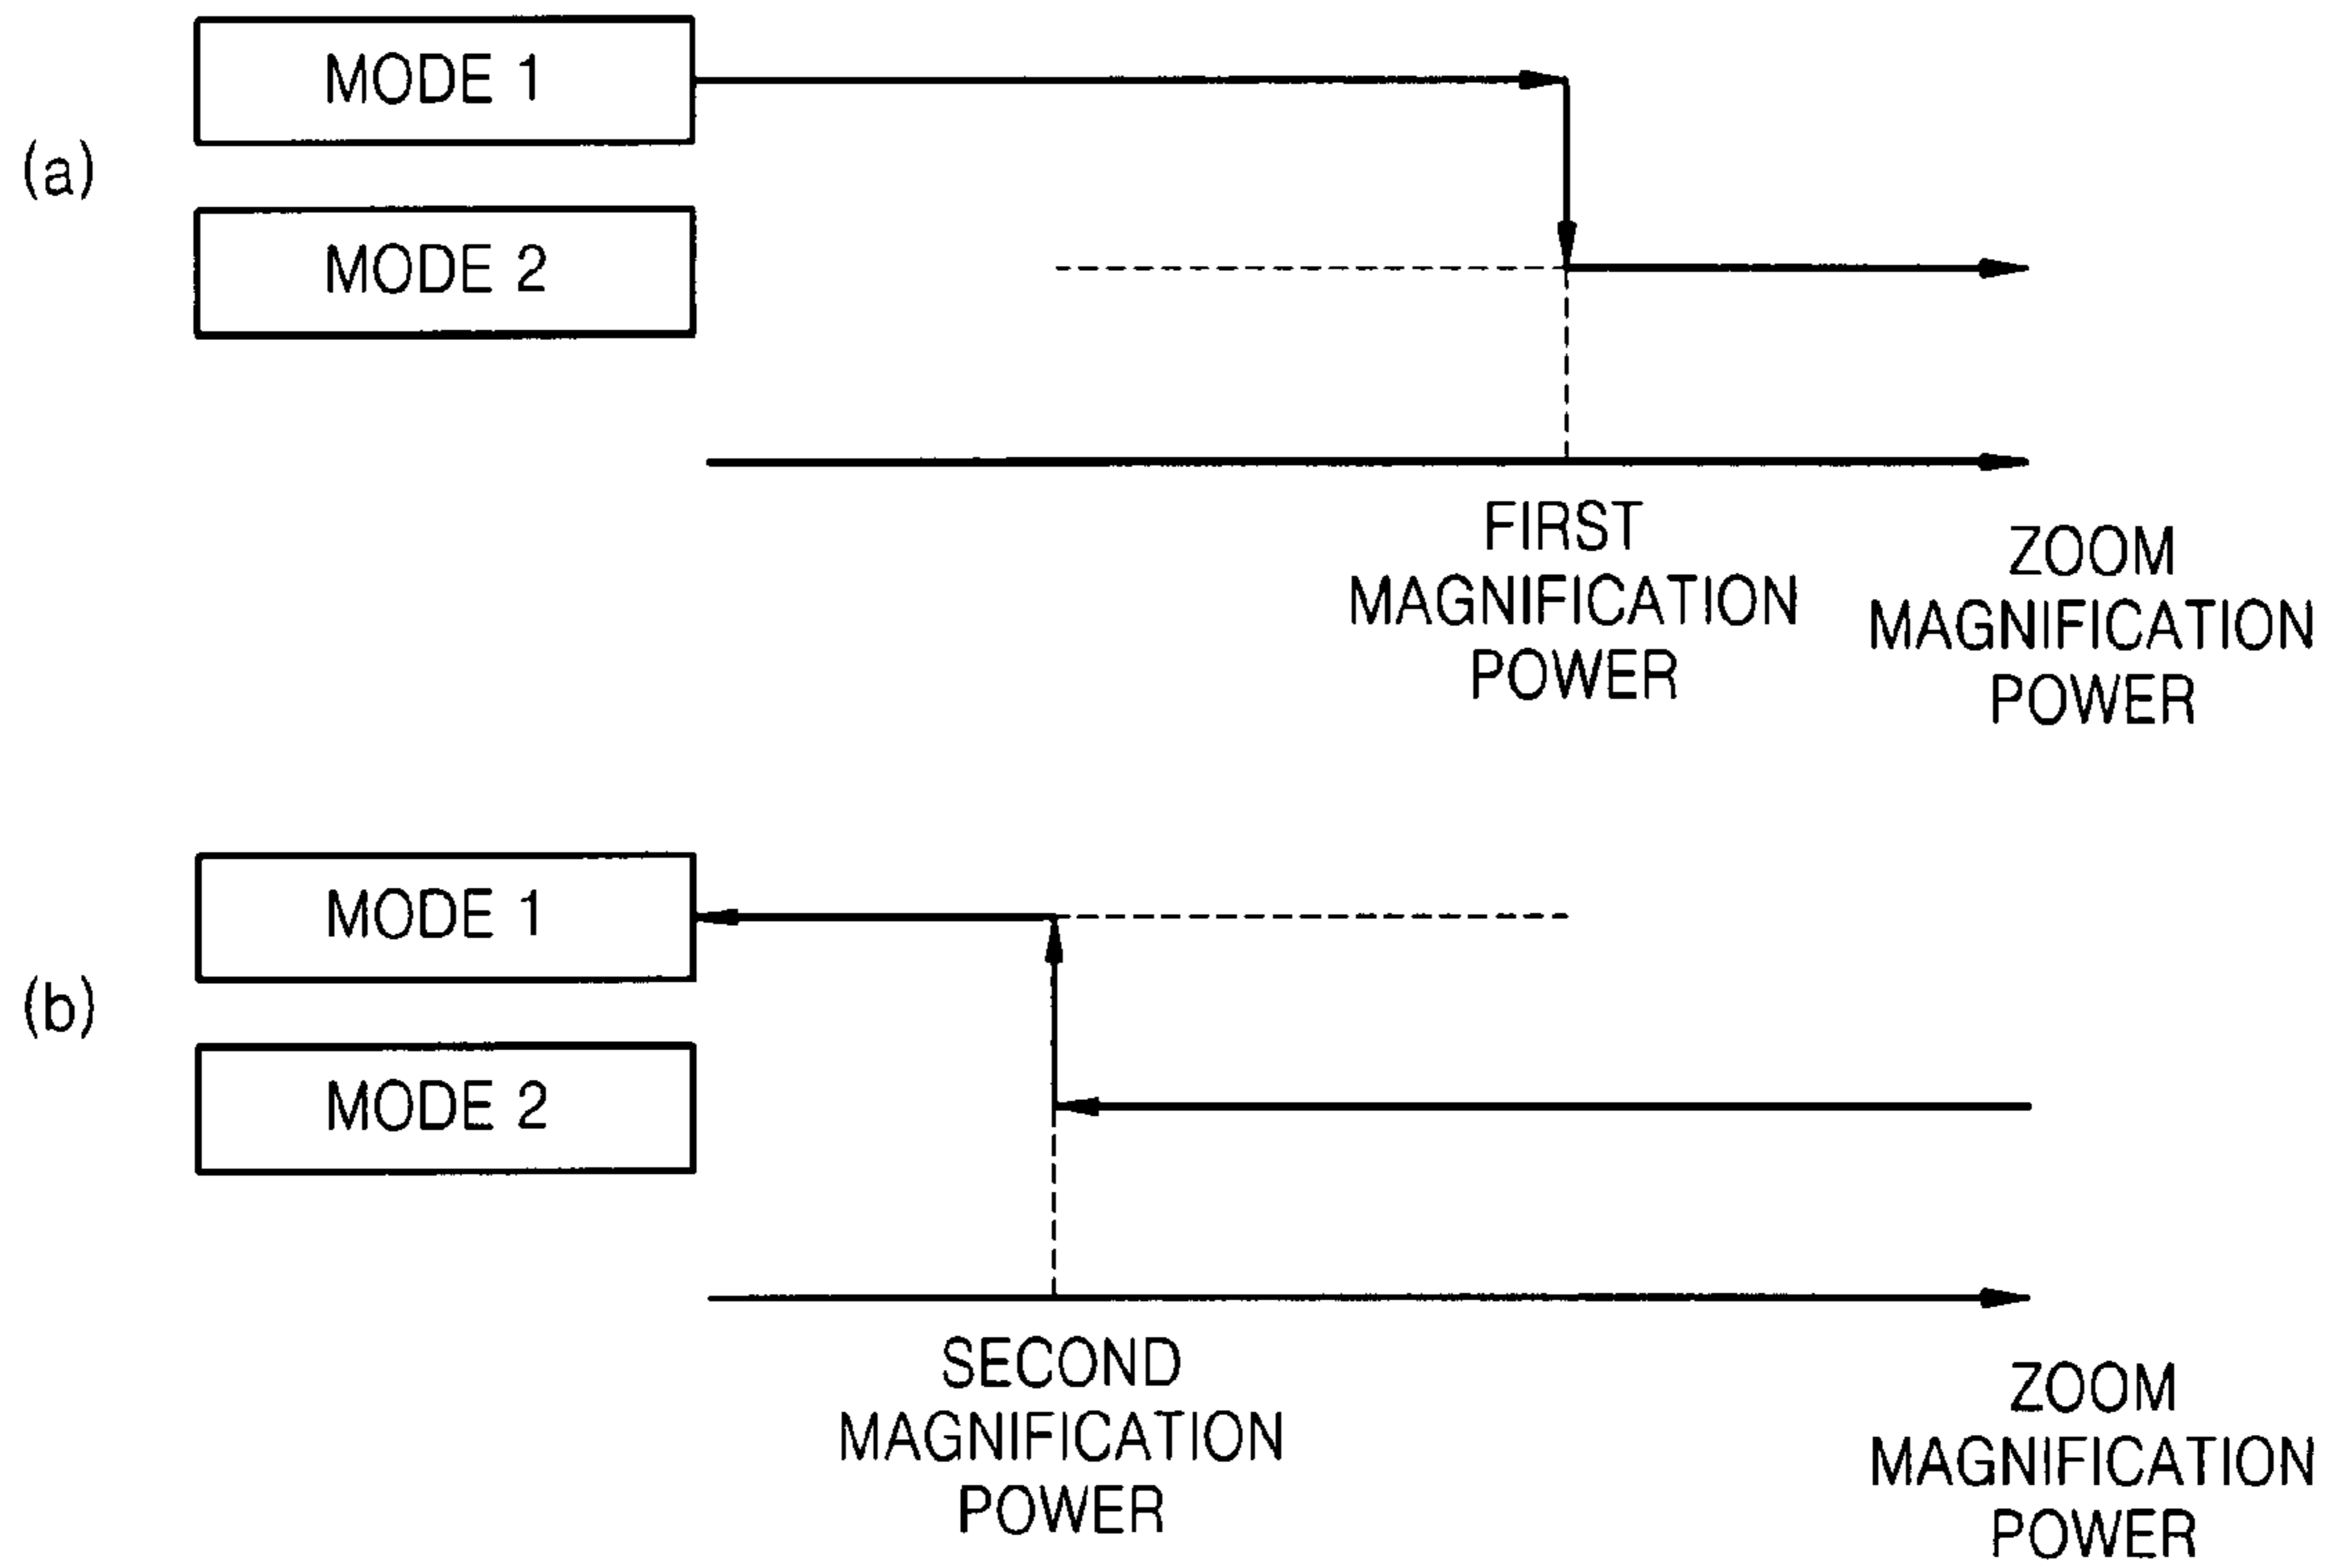 (a)
MODE 1
MODE 2
FIRST
MAGNIFICATION
POWER
ZOOM
MAGNIFICATION
POWER
(b)
MODE 1
MODE 2
SECOND
MAGNIFICATION
POWER
ZOOM
MAGNIFICATION
POWER